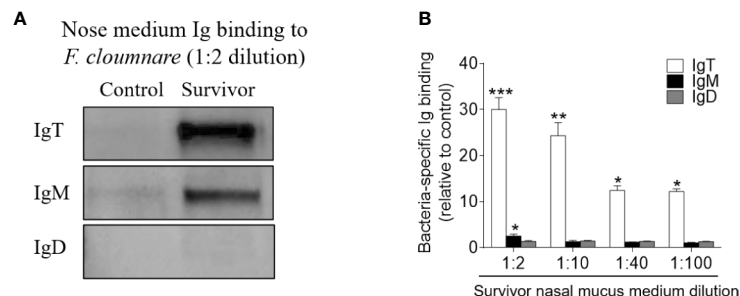 A
Nose medium Ig binding to
F. cloumnare (1:2 dilution)
Control Survivor
IgT
IgM
IgD
B
Bacteria-specific Ig binding
(relative to control)
40
30
20
10
0
***
**
*
*
*
IgT
IgM
IgD
1:2 1:10 1:40 1:100
Survivor nasal mucus medium dilution